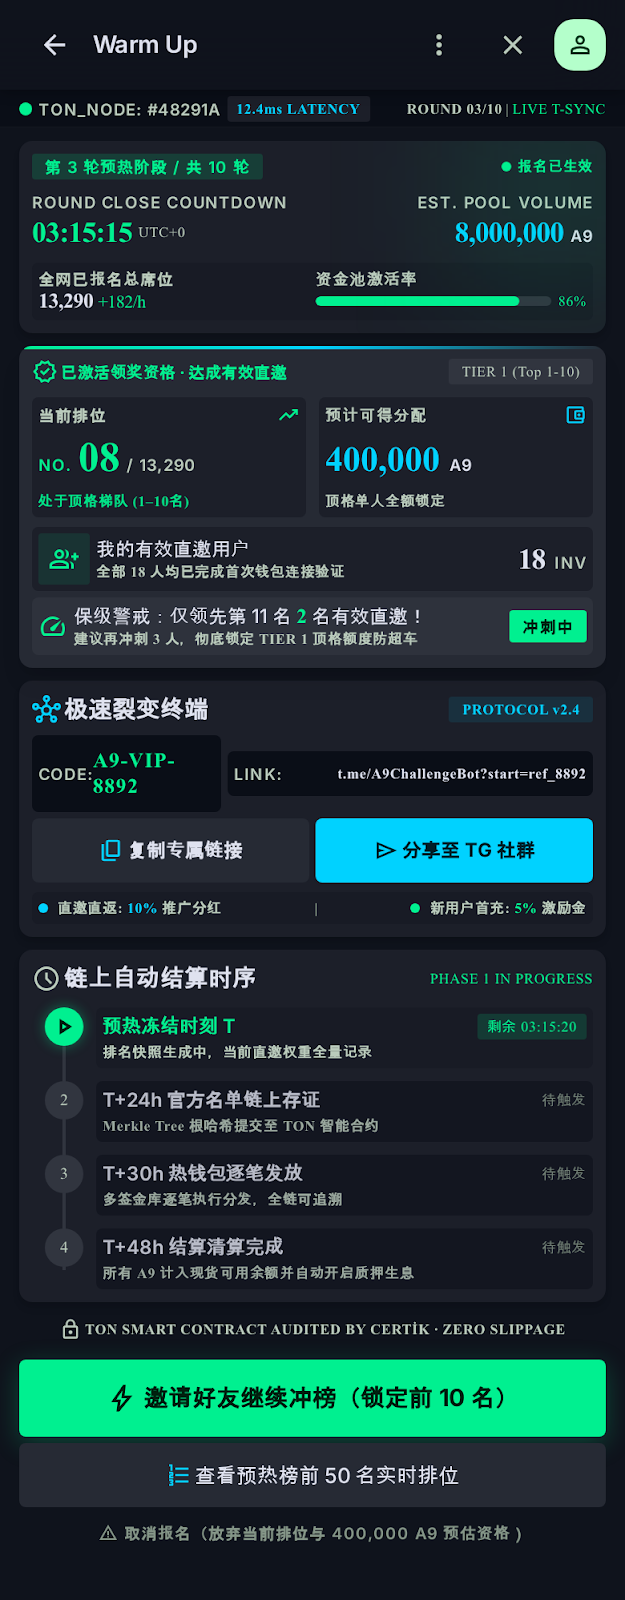 Warm Up
TON_NODE: #48291A 12.4ms LATENCY ROUND 03/10 | LIVE T-SYNC
第 3 轮预热阶段 / 共 10 轮 报名已生效
ROUND CLOSE COUNTDOWN EST. POOL VOLUME
03:15:15 UTC+0 8,000,000 A9
全网已报名总席位 资金池激活率
13,290 +182/h 86%
已激活领奖资格 · 达成有效直邀 TIER 1 (Top 1-10)
当前排位 预计可得分配
NO. 08 / 13,290 400,000 A9
处于顶格梯队 (1–10名) 顶格单人全额锁定
我的有效直邀用户
全部 18 人均已完成首次钱包连接验证
18 INV
保级警戒：仅领先第 11 名 2 名有效直邀！
建议再冲刺 3 人，彻底锁定 TIER 1 顶格额度防超车
冲刺中
极速裂变终端 PROTOCOL v2.4
CODE: A9-VIP-
8892
LINK: t.me/A9ChallengeBot?start=ref_8892
复制专属链接 分享至 TG 社群
直邀直返: 10% 推广分红 | 新用户首充: 5% 激励金
链上自动结算时序 PHASE 1 IN PROGRESS
预热冻结时刻 T 剩余 03:15:20
排名快照生成中，当前直邀权重全量记录
2 T+24h 官方名单链上存证 待触发
Merkle Tree 根哈希提交至 TON 智能合约
3 T+30h 热钱包逐笔发放 待触发
多签金库逐笔执行分发，全链可追溯
4 T+48h 结算清算完成 待触发
所有 A9 计入现货可用余额并自动开启质押生息
TON SMART CONTRACT AUDITED BY CERTİK · ZERO SLIPPAGE
邀请好友继续冲榜（锁定前 10 名）
查看预热榜前 50 名实时排位
取消报名（放弃当前排位与 400,000 A9 预估资格 )